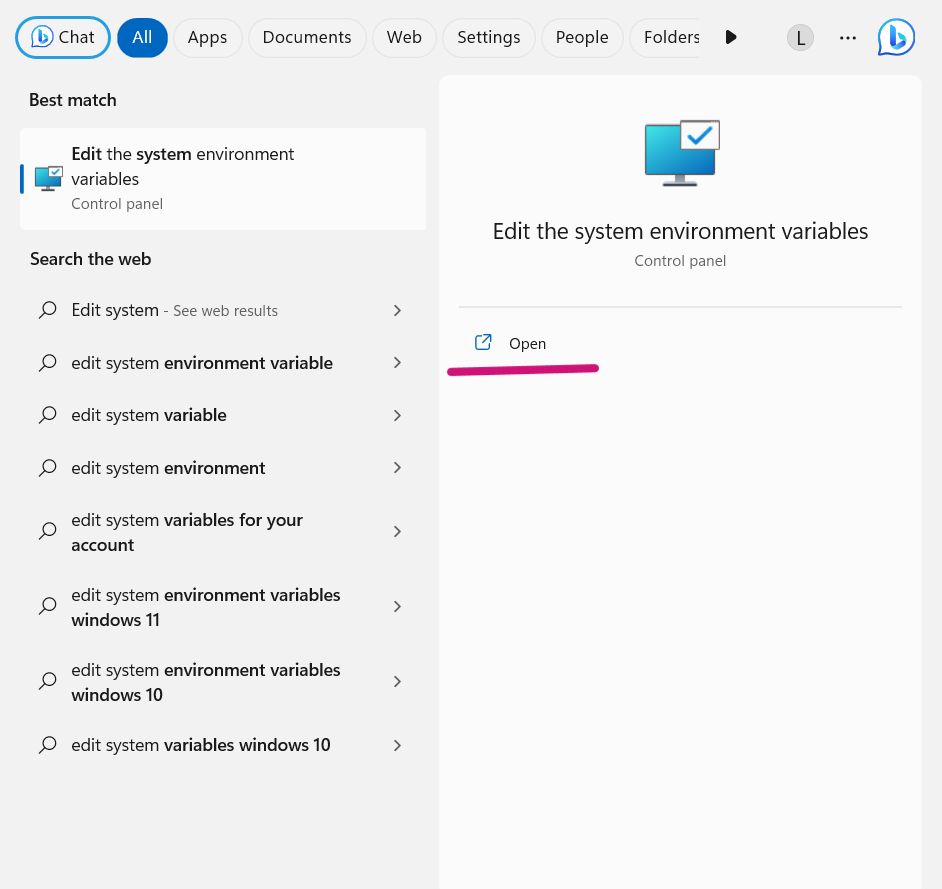 Chat
All
Apps
Documents
Web
Settings
People
Folders
L
Best match
Edit the system environment
variables
Control panel
Search the web
Edit system - See web results
edit system environment variable
edit system variable
edit system environment
edit system variables for your
account
edit system environment variables
windows 11
edit system environment variables
windows 10
edit system variables windows 10
Edit the system environment variables
Control panel
Open